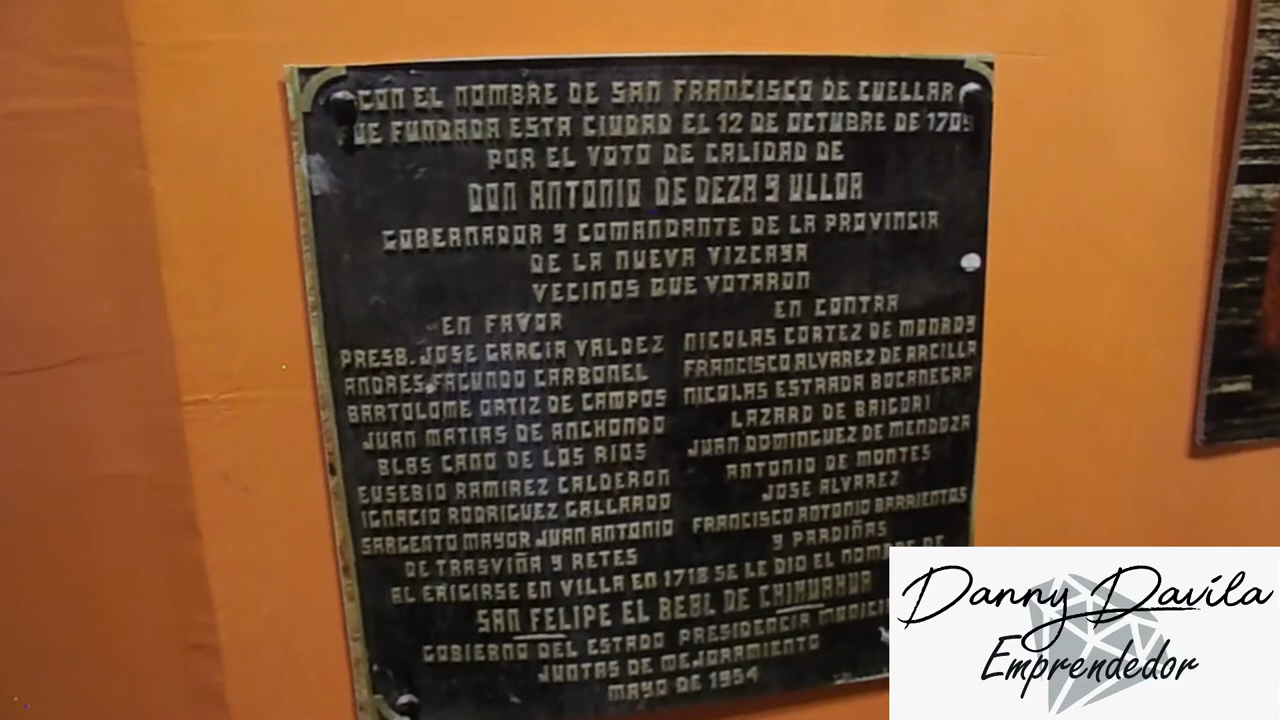 CON EL NOMBRE DE SAN FRANCISCO DE CUELLAR
FUE FUNDADA ESTA CIUDAD EL 12 DE OCTUBRE DE 1709
POR EL VOTO DE CALIDAD DE
DON ANTONIO DE DEZA Y ULLOA
GOBERNADOR Y COMANDANTE DE LA PROVINCIA
DE LA NUEVA VIZCAYA
VECINOS QUE VOTARON
EN FAVOR
PRESB. JOSE GARCIA VALDEZ
ANDRES FACUNDO CARBONEL
BARTOLOME ORTIZ DE CAMPOS
JUAN MATIAS DE ANCHONDO
BLAS CANO DE LOS RIOS
EUSEBIO RAMIREZ CALDERON
IGNACIO RODRIGUEZ GALLARDO
SARGENTO MAYOR JUAN ANTONIO
DE TRASVIÑA Y RETES
EN CONTRA
NICOLAS CORTEZ DE MONROY
FRANCISCO ALVAREZ DE ARCILLA
NICOLAS ESTRADA BOCANEGRA
LAZARO DE BAIGORI
JUAN DOMINGUEZ DE MENDOZA
ANTONIO DE MONTES
JOSE ALVAREZ
FRANCISCO ANTONIO BARRIENTOS
Y PARDIÑAS
AL ERIGIRSE EN VILLA EN 1718 SE LE DIO EL NOMBRE DE
SAN FELIPE EL REAL DE CHIHUAHUA
GOBIERNO DEL ESTADO PRESIDENCIA
JUNTAS DE MEJORAMIENTO
MAYO DE 1954
Danny Davila
Emprendedor